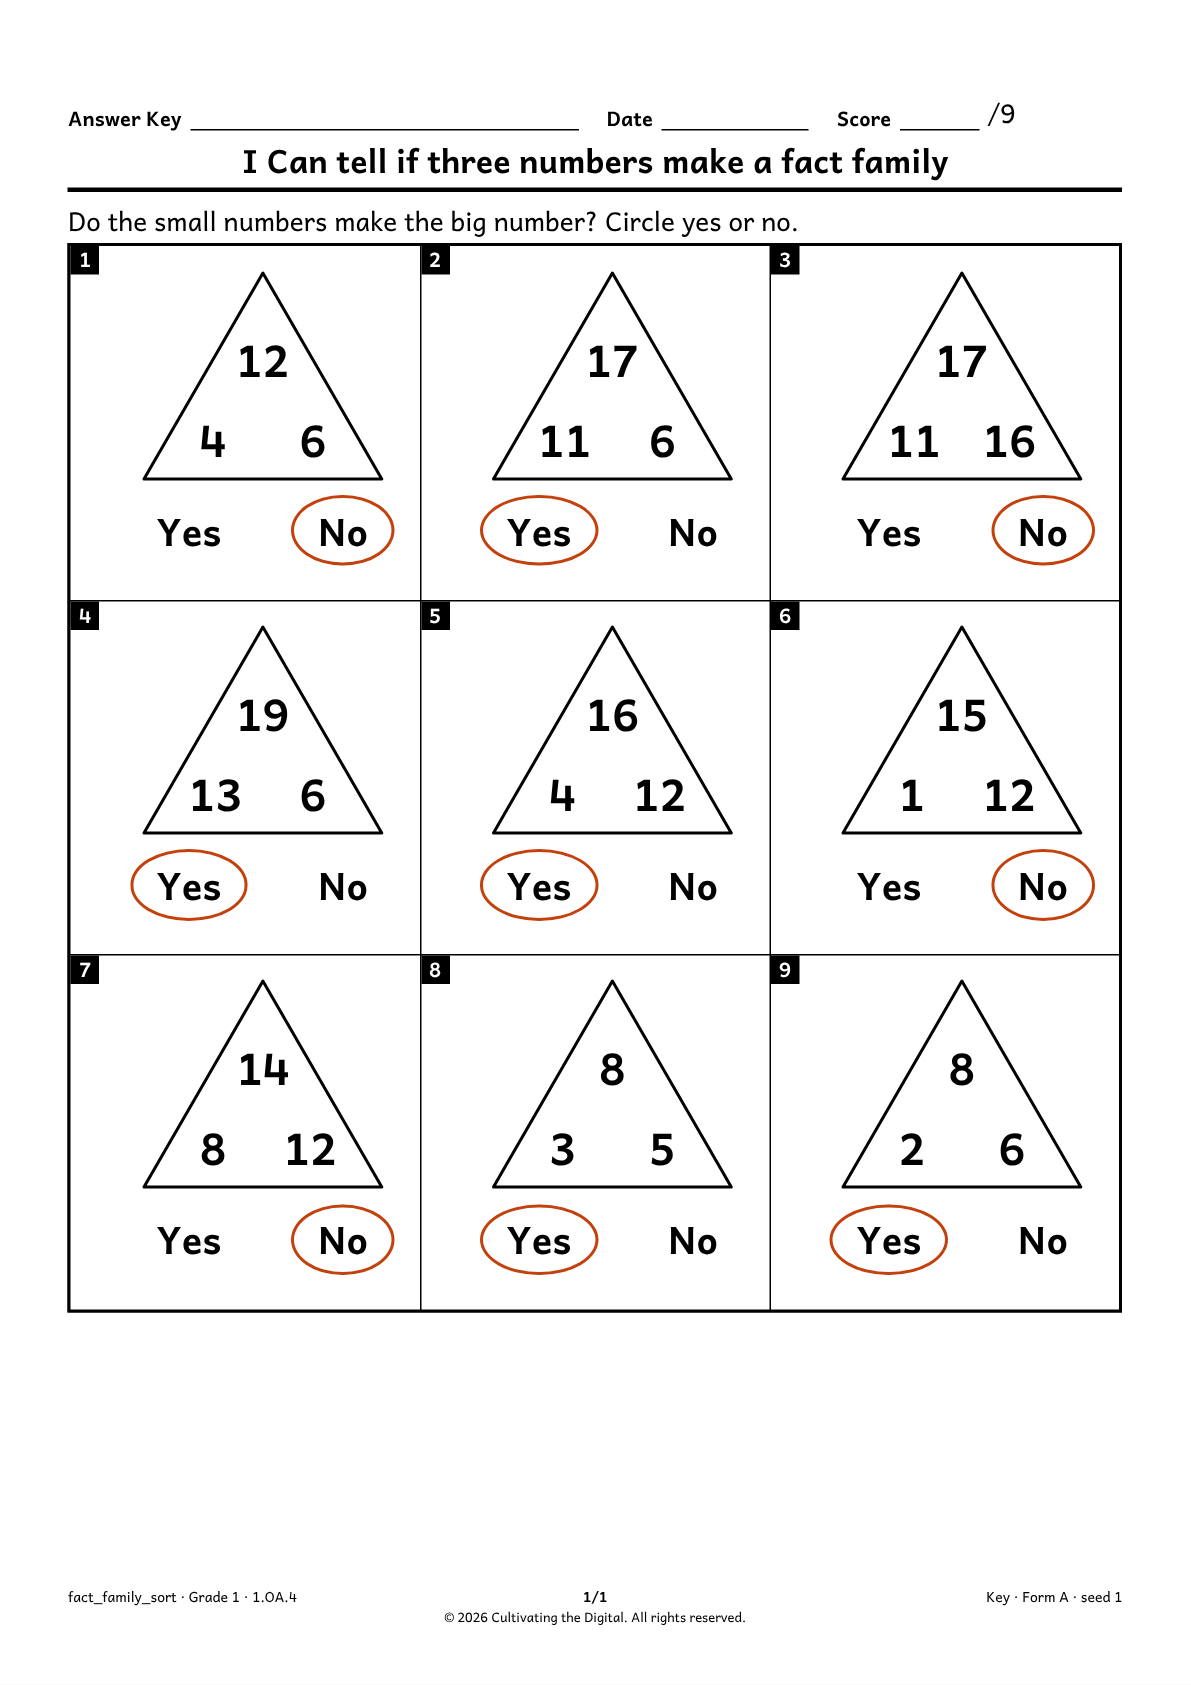 Answer Key ____________ Date ____________ Score ____________ /9
I Can tell if three numbers make a fact family
Do the small numbers make the big number? Circle yes or no.
1 2 3
12 17 17
4 6 11 6 11 16
Yes No Yes No Yes No
4 5 6
19 16 15
13 6 4 12 1 12
Yes No Yes No Yes No
7 8 9
14 8 8
8 12 3 5 2 6
Yes No Yes No Yes No
fact_family_sort · Grade 1 · 1.OA.4 1/1 Key · Form A · seed 1
© 2026 Cultivating the Digital. All rights reserved.